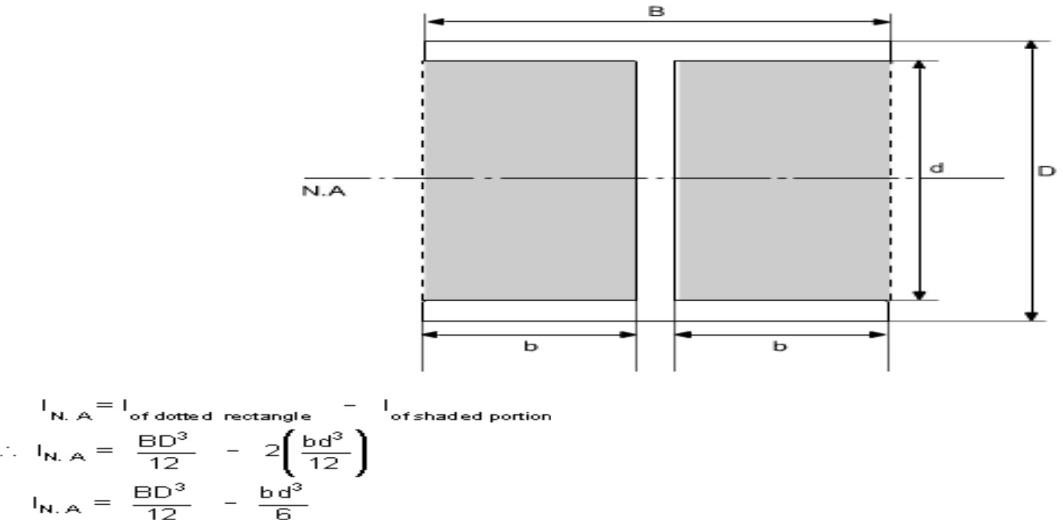 B
N.A
d
D
b
b
I N. A = I of dotted rectangle - I of shaded portion
∴ I N. A = BD³/12 - 2(bd³/12)
I N. A = BD³/12 - bd³/6